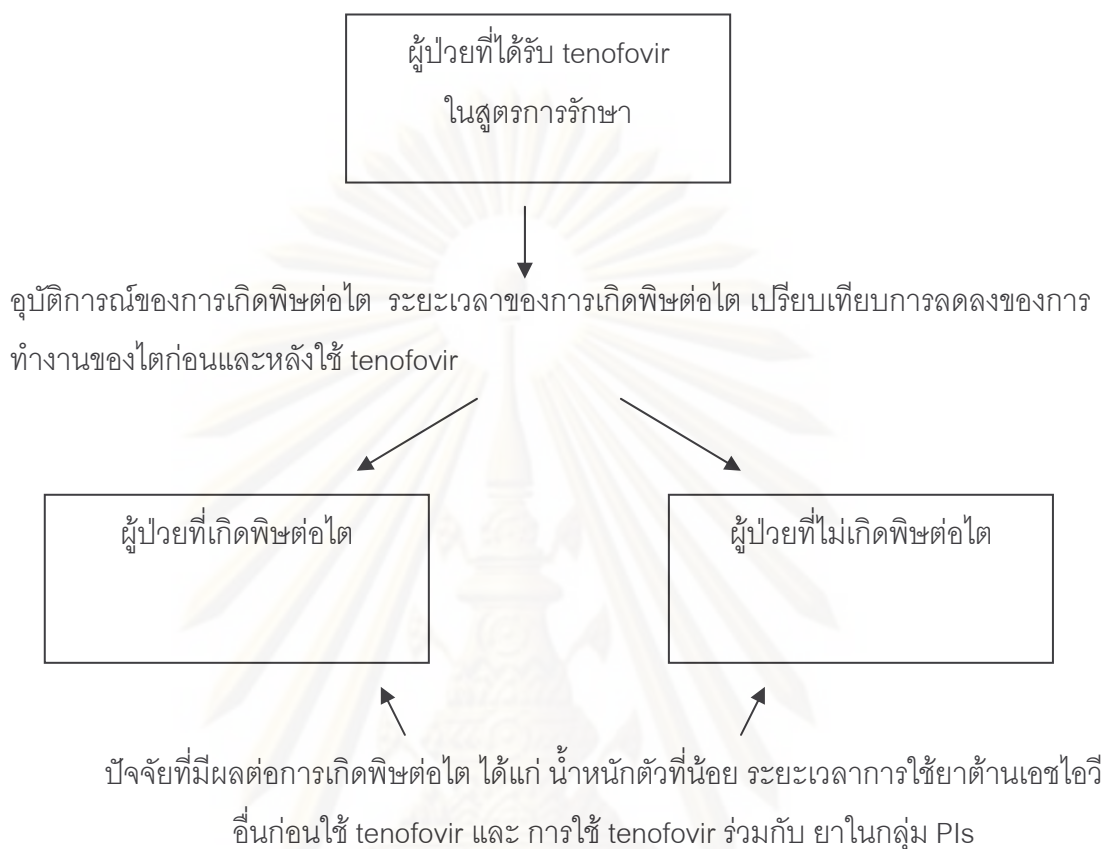 ผู้ป่วยที่ได้รับ tenofovir
ในสูตรการรักษา
อุบัติการณ์ของการเกิดพิษต่อไต ระยะเวลาของการเกิดพิษต่อไต เปรียบเทียบการลดลงของการ
ทำงานของไตก่อนและหลังใช้ tenofovir
ผู้ป่วยที่เกิดพิษต่อไต
ผู้ป่วยที่ไม่เกิดพิษต่อไต
ปัจจัยที่มีผลต่อการเกิดพิษต่อไต ได้แก่ น้ำหนักตัวที่น้อย ระยะเวลาการใช้ยาต้านเอชไอวี
อื่นก่อนใช้ tenofovir และ การใช้ tenofovir ร่วมกับ ยาในกลุ่ม PIs